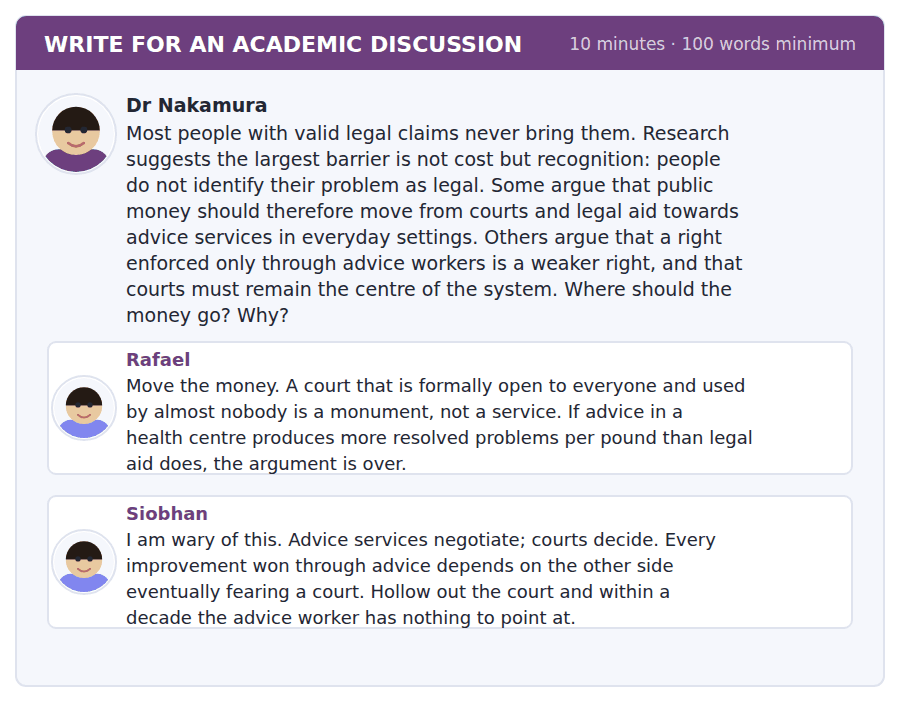 WRITE FOR AN ACADEMIC DISCUSSION
10 minutes · 100 words minimum
Dr Nakamura
Most people with valid legal claims never bring them. Research
suggests the largest barrier is not cost but recognition: people
do not identify their problem as legal. Some argue that public
money should therefore move from courts and legal aid towards
advice services in everyday settings. Others argue that a right
enforced only through advice workers is a weaker right, and that
courts must remain the centre of the system. Where should the
money go? Why?
Rafael
Move the money. A court that is formally open to everyone and used
by almost nobody is a monument, not a service. If advice in a
health centre produces more resolved problems per pound than legal
aid does, the argument is over.
Siobhan
I am wary of this. Advice services negotiate; courts decide. Every
improvement won through advice depends on the other side
eventually fearing a court. Hollow out the court and within a
decade the advice worker has nothing to point at.